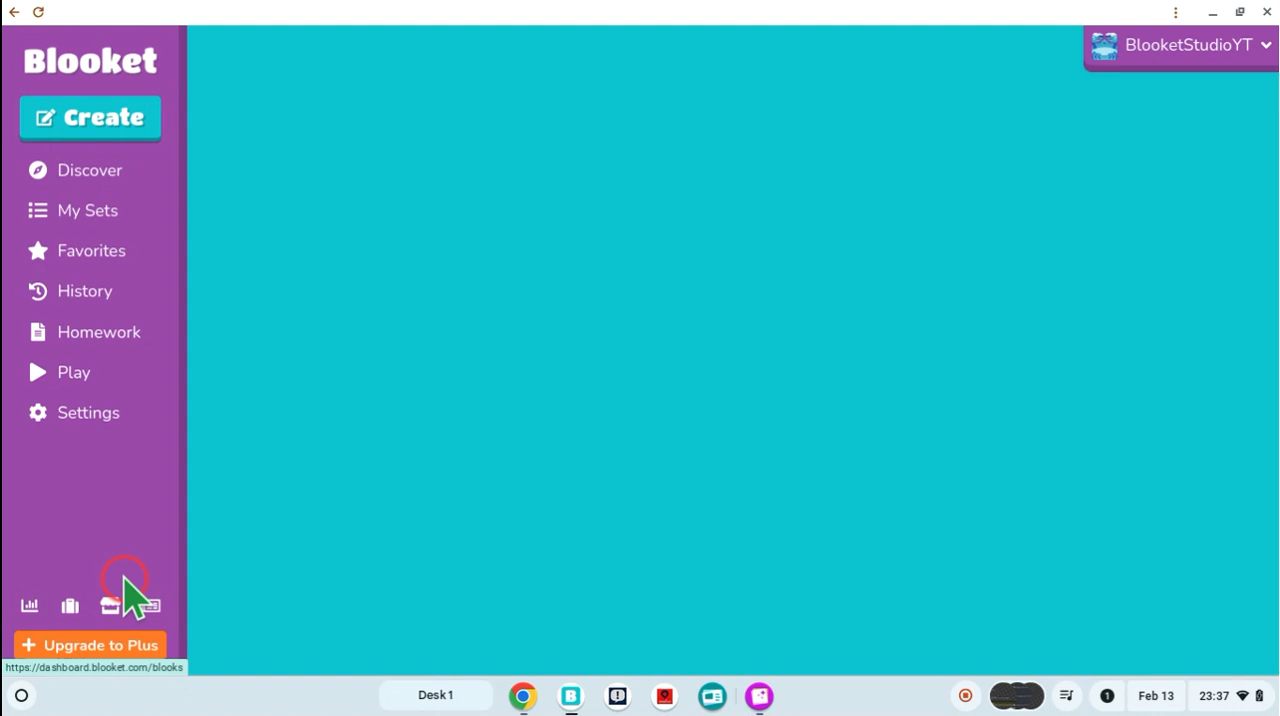 BlooketStudioYT
Blooket
Create
Discover
My Sets
Favorites
History
Homework
Play
Settings
Upgrade to Plus
https://dashboard.blooket.com/blooks
Desk 1
B
1
Feb 13
23:37